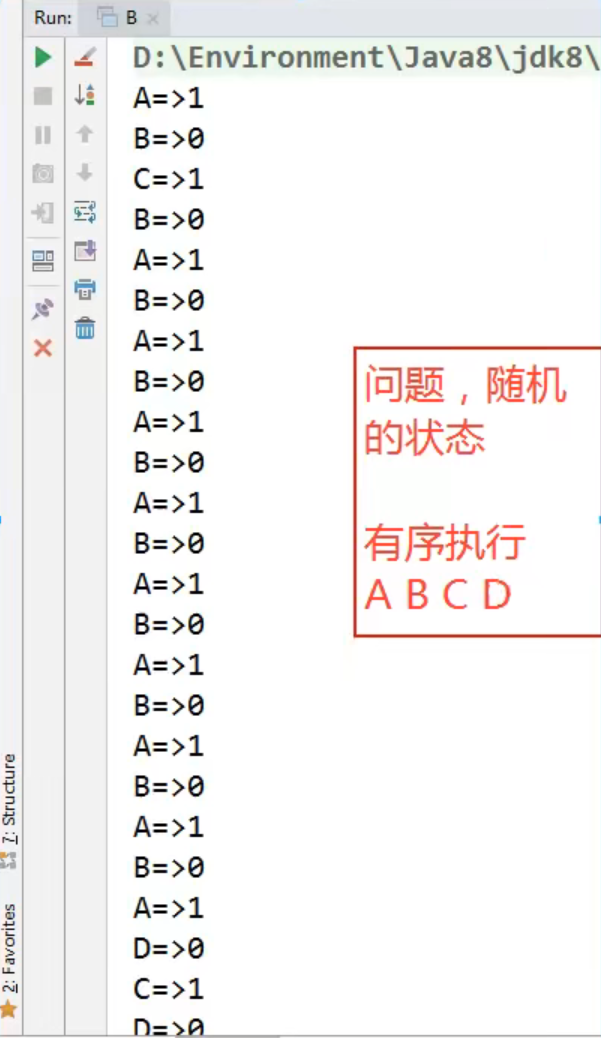 Run: B
D:\Environment\Java8\jdk8\
A=>1
B=>0
C=>1
B=>0
A=>1
B=>0
A=>1
B=>0
A=>1
B=>0
A=>1
B=>0
A=>1
B=>0
A=>1
B=>0
A=>1
B=>0
A=>1
B=>0
A=>1
D=>0
C=>1
D=>0
问题，随机
的状态
有序执行
A B C D
7: Structure
2: Favorites